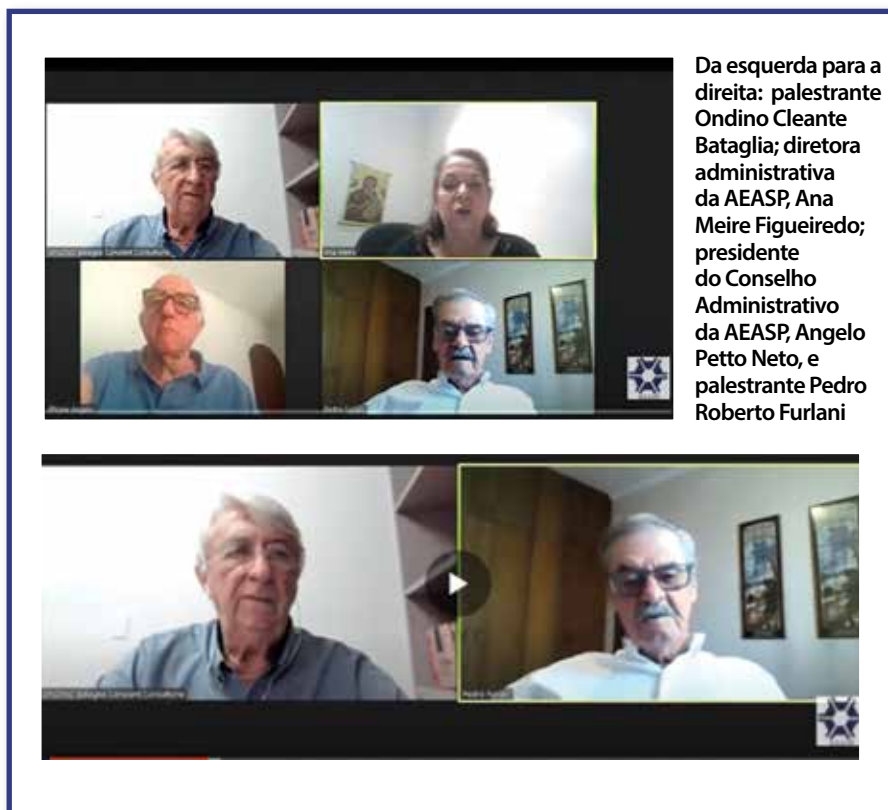 Da esquerda para a
direita: palestrante
Ondino Cleante
Bataglia; diretora
administrativa
da AEASP, Ana
Meire Figueiredo;
presidente
do Conselho
Administrativo
da AEASP, Angelo
Petto Neto, e
palestrante Pedro
Roberto Furlani